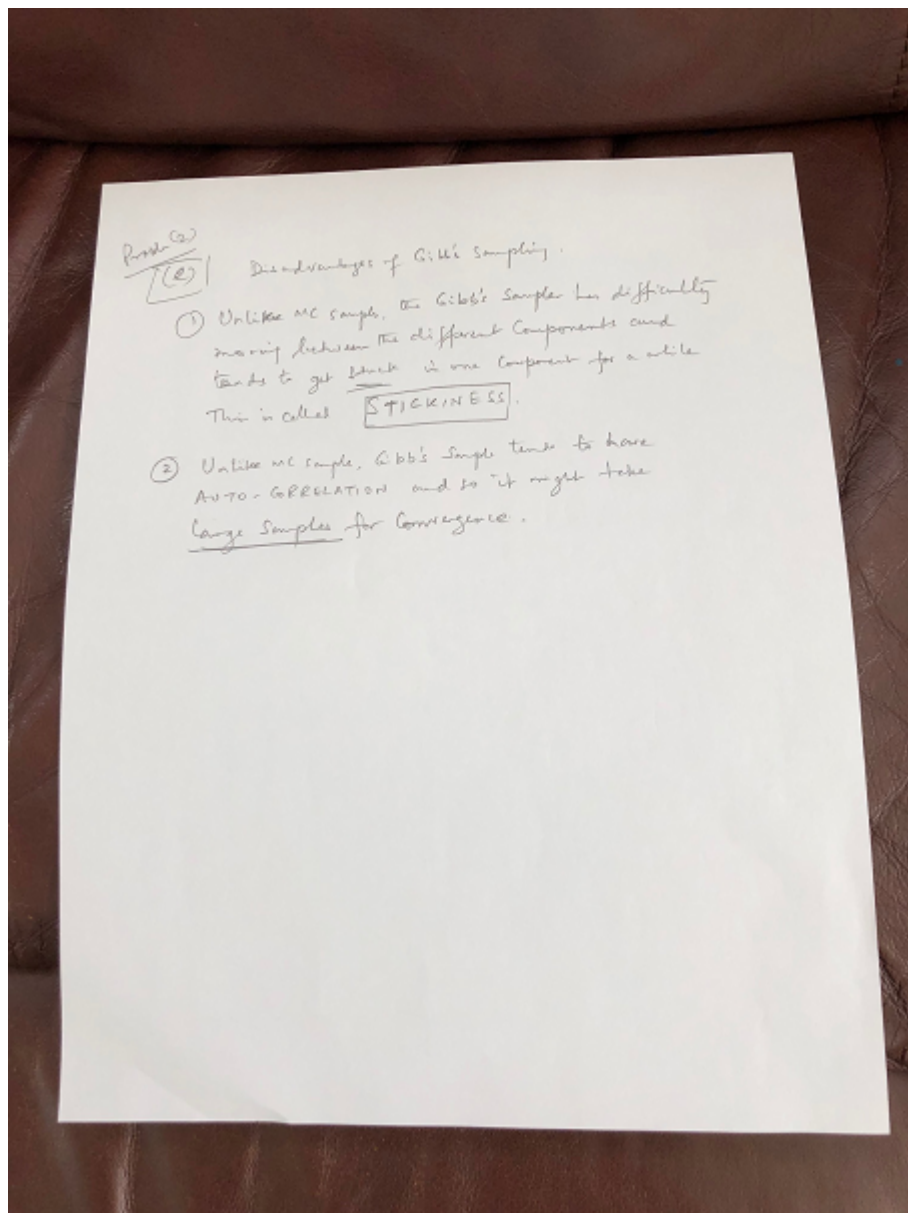 Prob (2)
(e) Disadvantages of Gibb's Sampling.
① Unlike MC sample, the Gibb's Sampler has difficulty
moving between the different Components and
tends to get stuck in one Component for a while
This is called STICKINESS.
② Unlike MC sample, Gibb's Sample tends to have
AUTO-CORRELATION and so it might take
large Samples for Convergence.